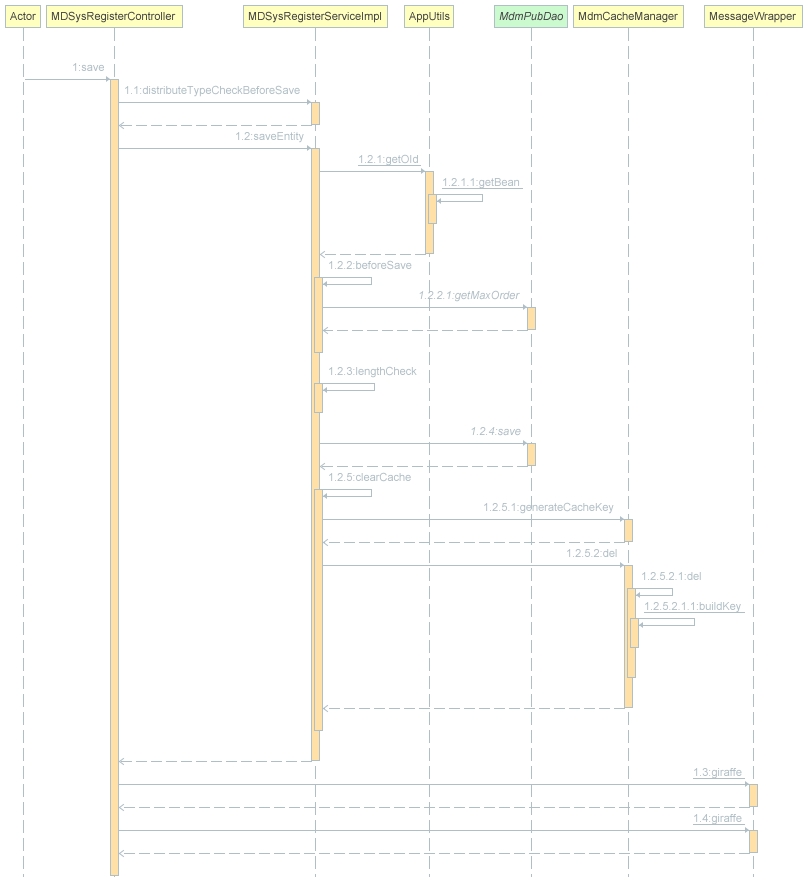 Actor MDSysRegisterController MDSysRegisterServiceImpl AppUtils MdmPubDao MdmCacheManager MessageWrapper
1:save
1.1:distributeTypeCheckBeforeSave
1.2:saveEntity
1.2.1:getOld
1.2.1.1:getBean
1.2.2:beforeSave
1.2.2.1:getMaxOrder
1.2.3:lengthCheck
1.2.4:save
1.2.5:clearCache
1.2.5.1:generateCacheKey
1.2.5.2:del
1.2.5.2.1:del
1.2.5.2.1.1:buildKey
1.3:giraffe
1.4:giraffe